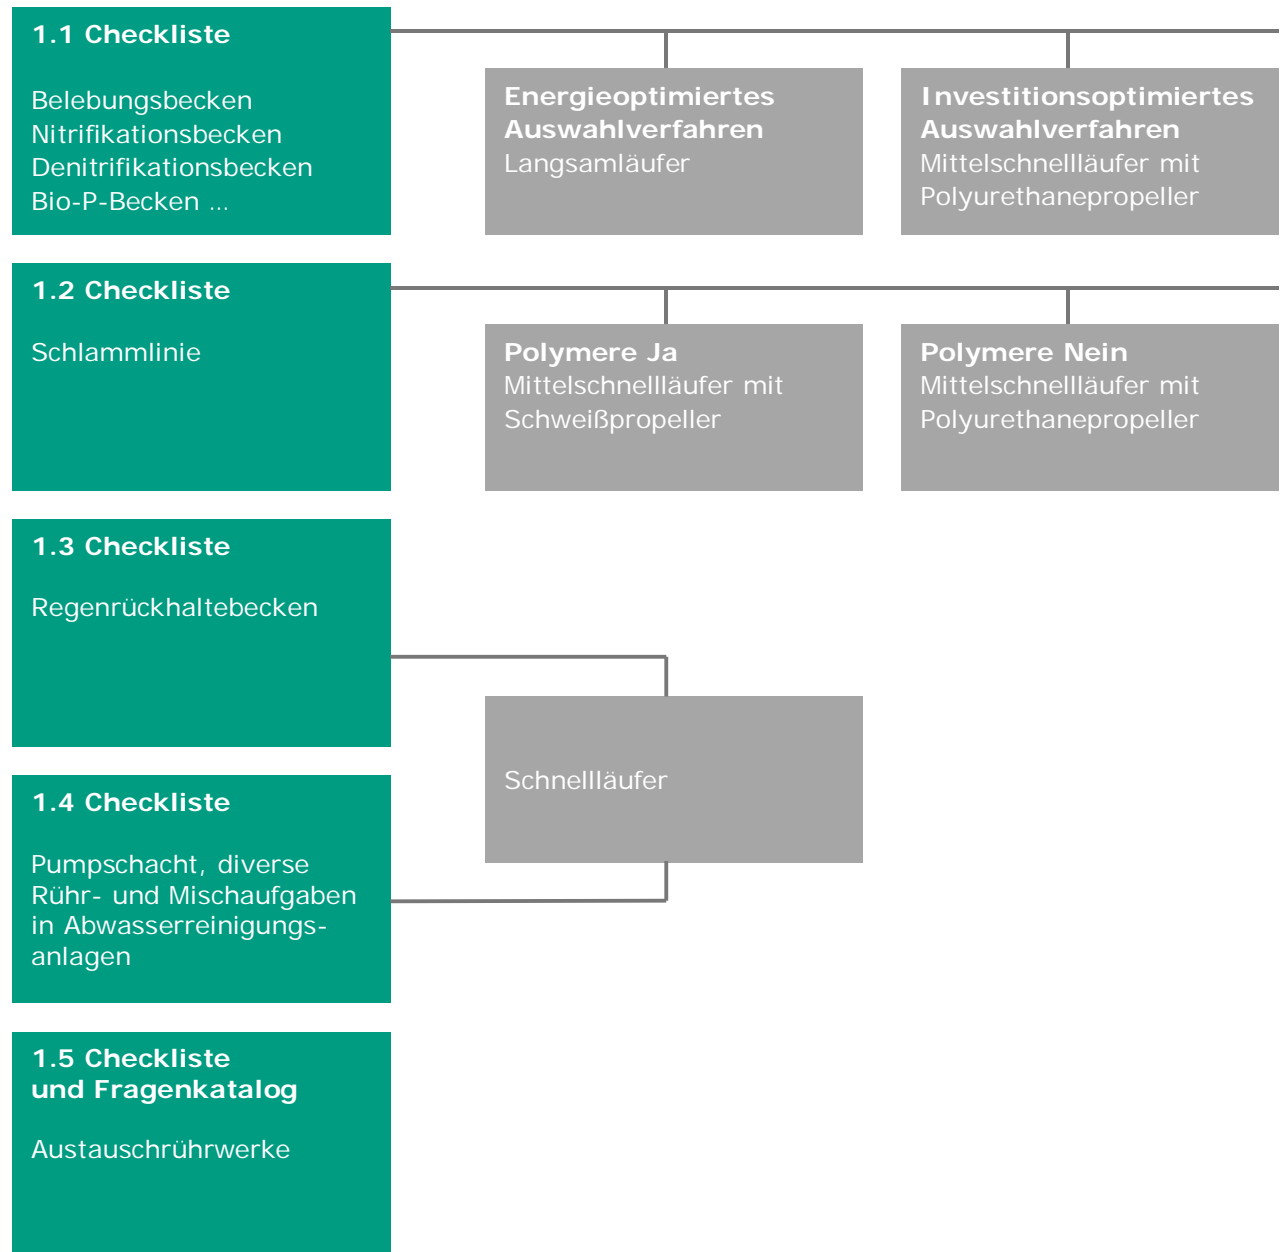 1.1 Checkliste
Belebungsbecken
Nitrifikationsbecken
Denitrifikationsbecken
Bio-P-Becken ...
Energieoptimiertes
Auswahlverfahren
Langsamläufer
Investitionsoptimiertes
Auswahlverfahren
Mittelschnellläufer mit
Polyurethanepropeller
1.2 Checkliste
Schlammlinie
Polymere Ja
Mittelschnellläufer mit
Schweißpropeller
Polymere Nein
Mittelschnellläufer mit
Polyurethanepropeller
1.3 Checkliste
Regenrückhaltebecken
Schnellläufer
1.4 Checkliste
Pumpschacht, diverse
Rühr- und Mischaufgaben
in Abwasserreinigungs-
anlagen
1.5 Checkliste
und Fragenkatalog
Austauschrührwerke